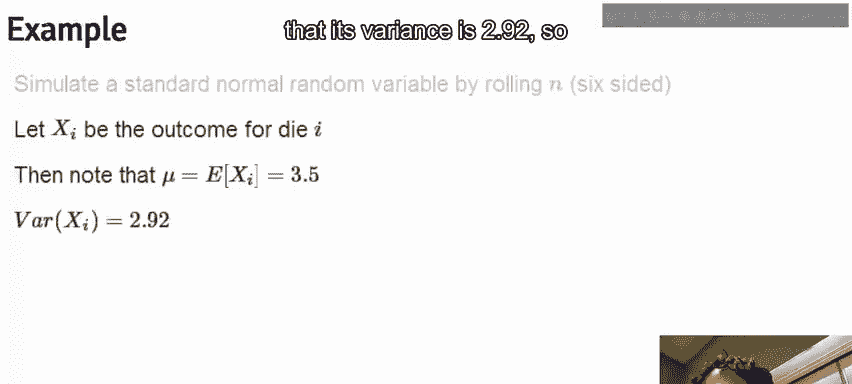 Example
that its variance is 2.92, so
Simulate a standard normal random variable by rolling n (six sided)
Let Xᵢ be the outcome for die i
Then note that μ = E[Xᵢ] = 3.5
Var(Xᵢ) = 2.92